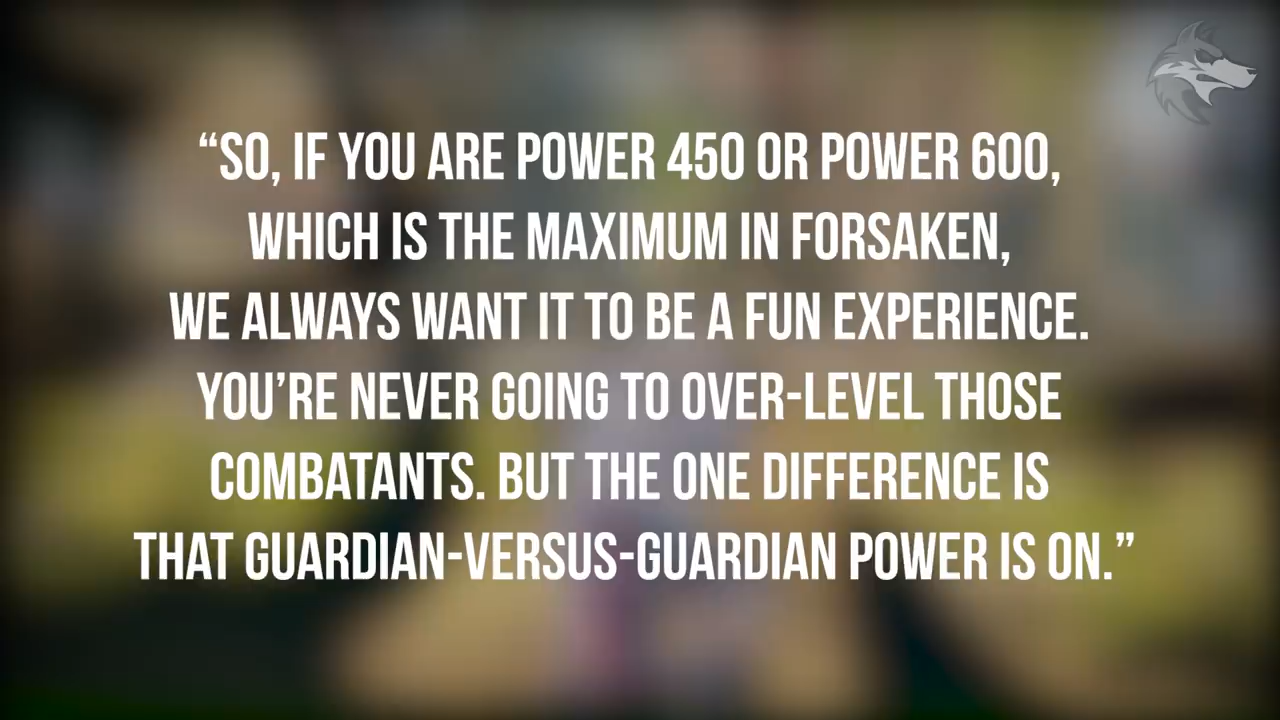 “SO, IF YOU ARE POWER 450 OR POWER 600,
WHICH IS THE MAXIMUM IN FORSAKEN,
WE ALWAYS WANT IT TO BE A FUN EXPERIENCE.
YOU’RE NEVER GOING TO OVER-LEVEL THOSE
COMBATANTS. BUT THE ONE DIFFERENCE IS
THAT GUARDIAN-VERSUS-GUARDIAN POWER IS ON.”